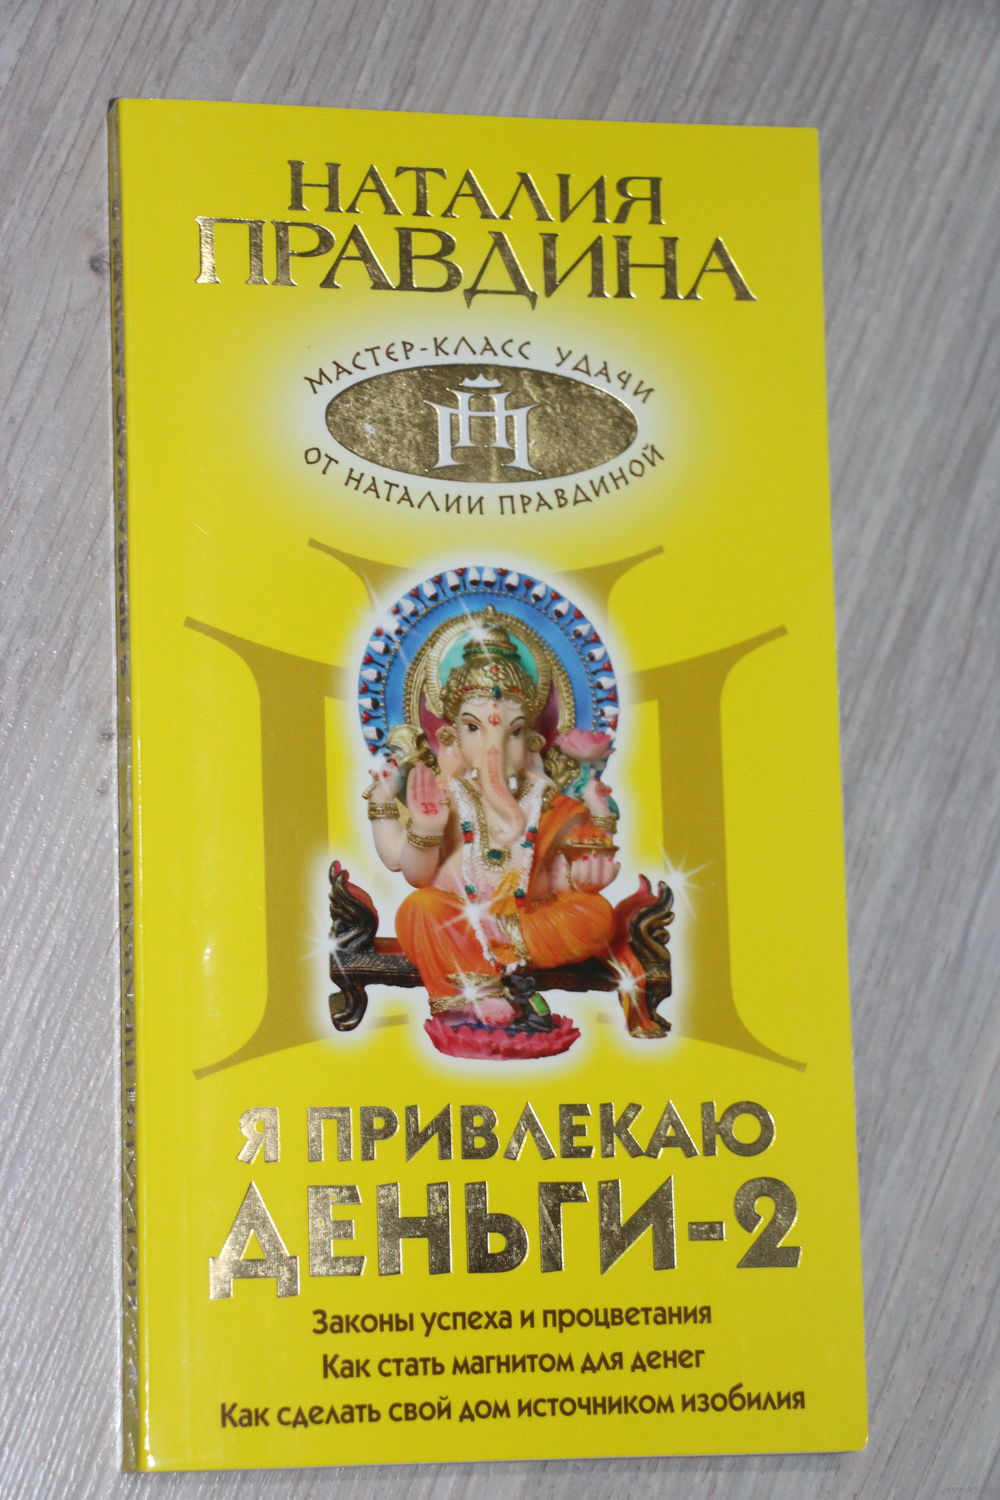 НАТАЛИЯ
ПРАВДИНА
МАСТЕР-КЛАСС УДАЧИ
ОТ НАТАЛИИ ПРАВДИНОЙ
Я ПРИВЛЕКАЮ
ДЕНЬГИ-2
Законы успеха и процветания
Как стать магнитом для денег
Как сделать свой дом источником изобилия